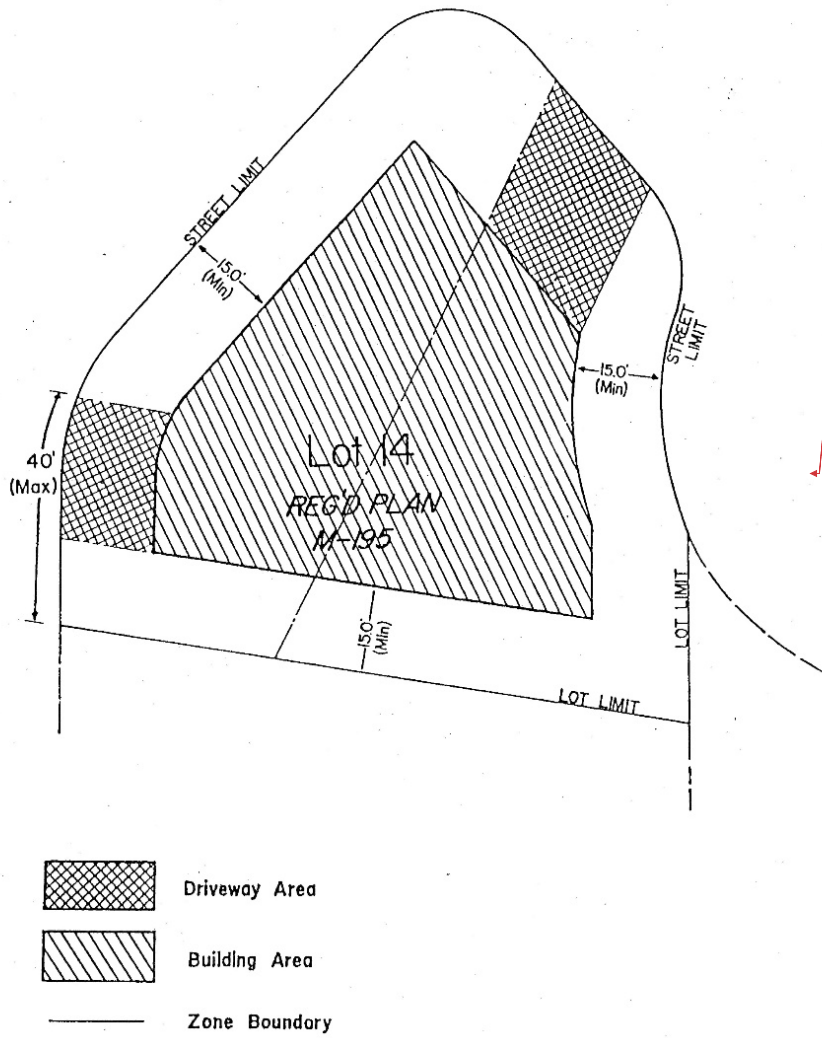 STREET LIMIT
15.0'
(Min)
STREET
LIMIT
15.0'
(Min)
40'
(Max)
Lot 14
REG'D PLAN
M-195
15.0'
(Min)
LOT LIMIT
LOT LIMIT
Driveway Area
Building Area
Zone Boundary